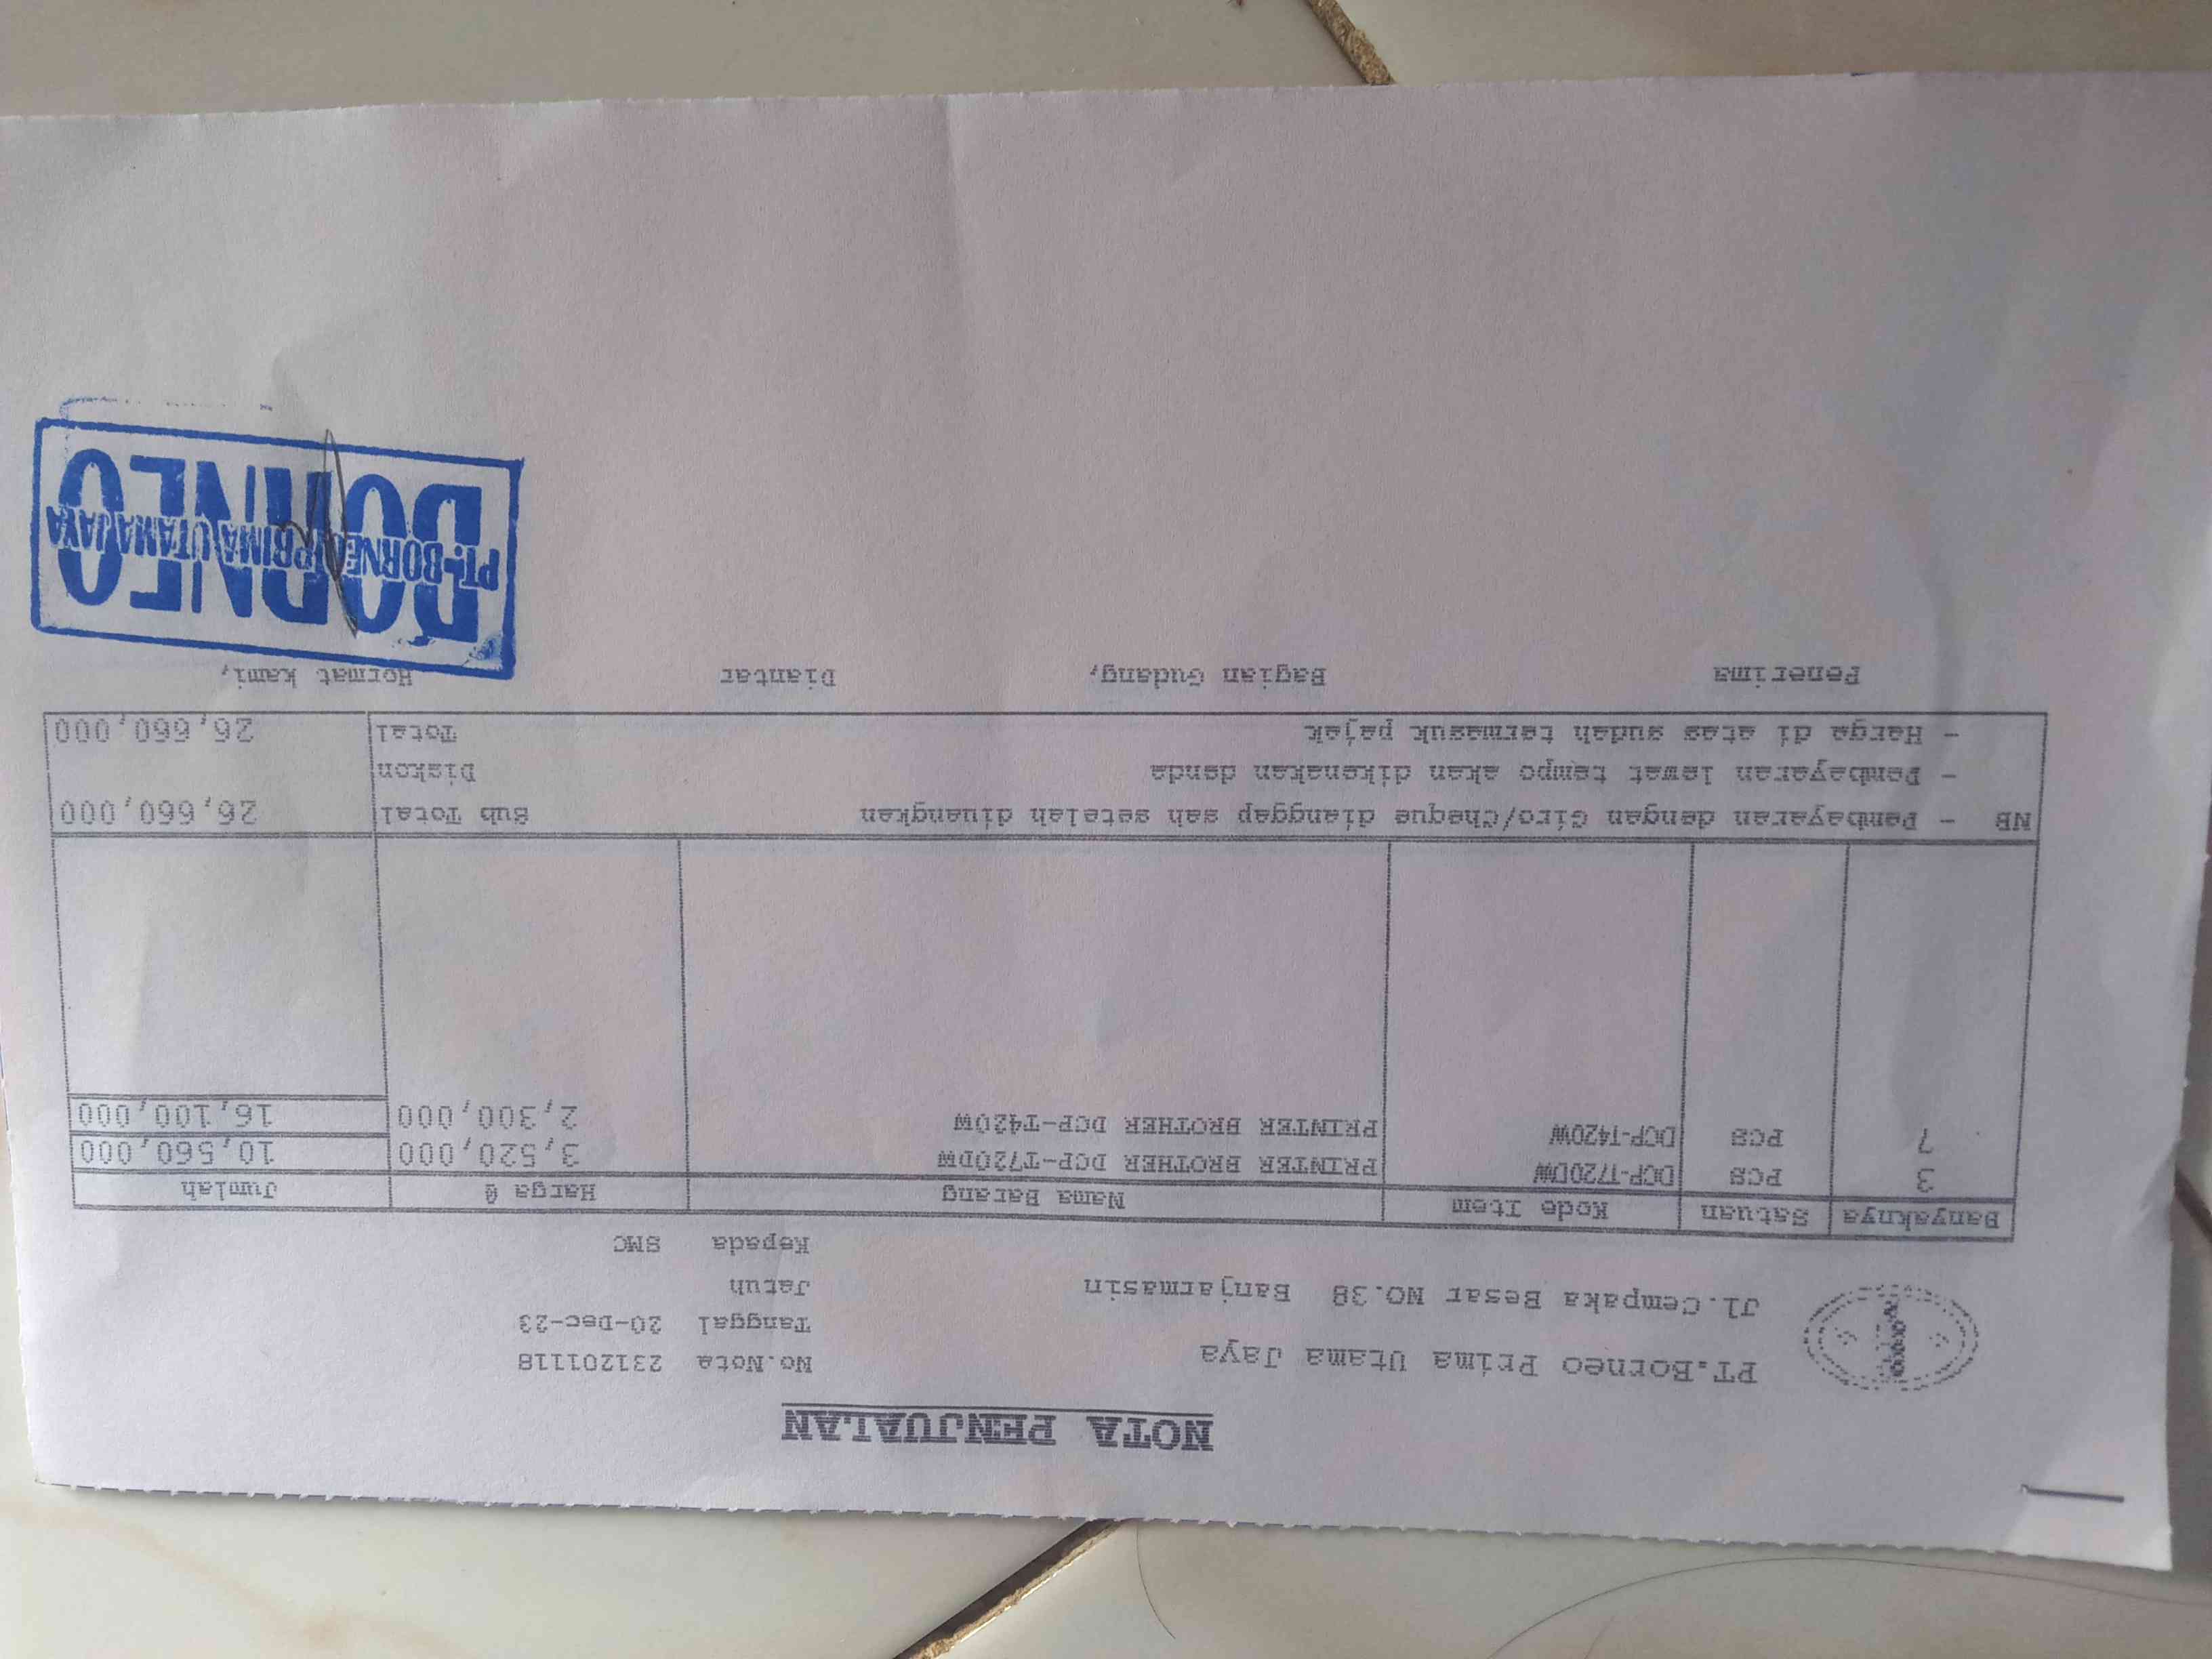 NOTA PENJUALAN
PT.Borneo Prima Utama Jaya
Jl.Cempaka Besar NO.38 Banjarmasin
No.Nota 231201118
Tanggal 20-Dec-23
Jatuh
Kepada SMC
Banyaknya Satuan Kode Item Nama Barang Harga @ Jumlah
3 PCS DCP-T720DW PRINTER BROTHER DCP-T720DW 3,520,000 10,560,000
7 PCS DCP-T420W PRINTER BROTHER DCP-T420W 2,300,000 16,100,000
NB - Pembayaran dengan Giro/Cheque dianggap sah setelah diuangkan Sub Total 26,660,000
- Pembayaran lewat tempo akan dikenakan denda Diskon
- Harga di atas sudah termasuk pajak Total 26,660,000
Penerima Bagian Gudang, Diantar Hormat kami,
BORNEO
PT. BORNEO PRIMA UTAMA JAYA